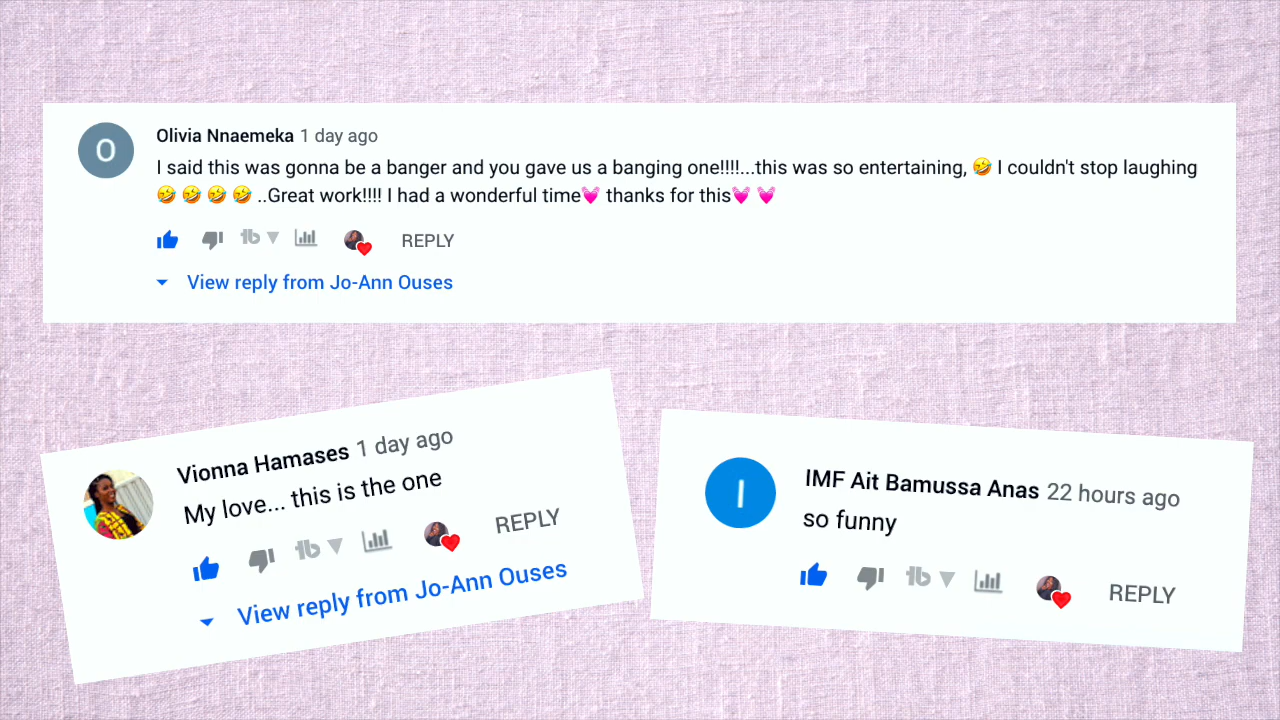 O
Olivia Nnaemeka 1 day ago
I said this was gonna be a banger and you gave us a banging one!!!!...this was so entertaining, 🤣 I couldn't stop laughing
🤣 🤣 🤣 🤣 ..Great work!!!! I had a wonderful time💓 thanks for this💓 💓
tb
REPLY
View reply from Jo-Ann Ouses
Vionna Hamases 1 day ago
My love... this is the one
tb
REPLY
View reply from Jo-Ann Ouses
I
IMF Ait Bamussa Anas 22 hours ago
so funny
tb
REPLY